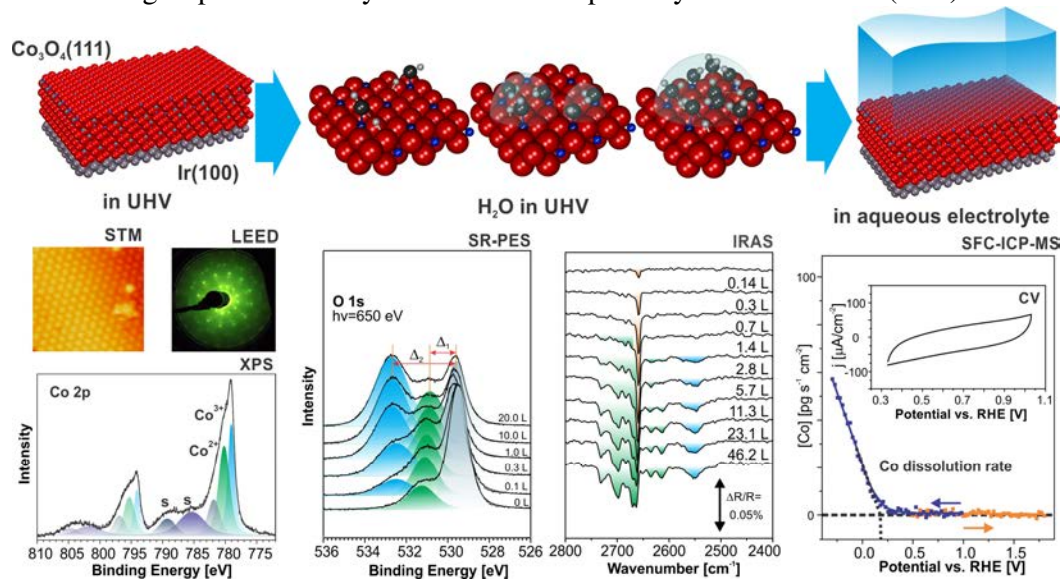 Co₃O₄(111)
Ir(100)
in UHV
H₂O in UHV
in aqueous electrolyte
STM
LEED
XPS
Co 2p
Co³⁺
Co²⁺
s
s
Intensity
810 805 800 795 790 785 780 775
Binding Energy [eV]
SR-PES
O 1s
hν=650 eV
Δ₁
Δ₂
20.0 L
10.0 L
1.0 L
0.3 L
0.1 L
0 L
Intensity
536 534 532 530 528 526
Binding Energy [eV]
IRAS
0.14 L
0.3 L
0.7 L
1.4 L
2.8 L
5.7 L
11.3 L
23.1 L
46.2 L
ΔR/R=
0.05%
2800 2700 2600 2500 2400
Wavenumber [cm⁻¹]
SFC-ICP-MS
[Co] [pg s⁻¹ cm⁻²]
100
0
CV
j [µA/cm⁻²]
100
0
-100
0.3 0.5 0.7 0.9 1.1
Potential vs. RHE [V]
Co dissolution rate
0.0 0.5 1.0 1.5
Potential vs. RHE [V]